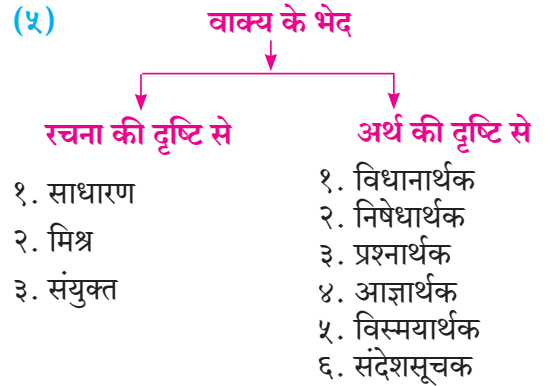 (५)
वाक्य के भेद
रचना की दृष्टि से
१. साधारण
२. मिश्र
३. संयुक्त
अर्थ की दृष्टि से
१. विधानार्थक
२. निषेधार्थक
३. प्रश्नार्थक
४. आज्ञार्थक
५. विस्मयार्थक
६. संदेशसूचक